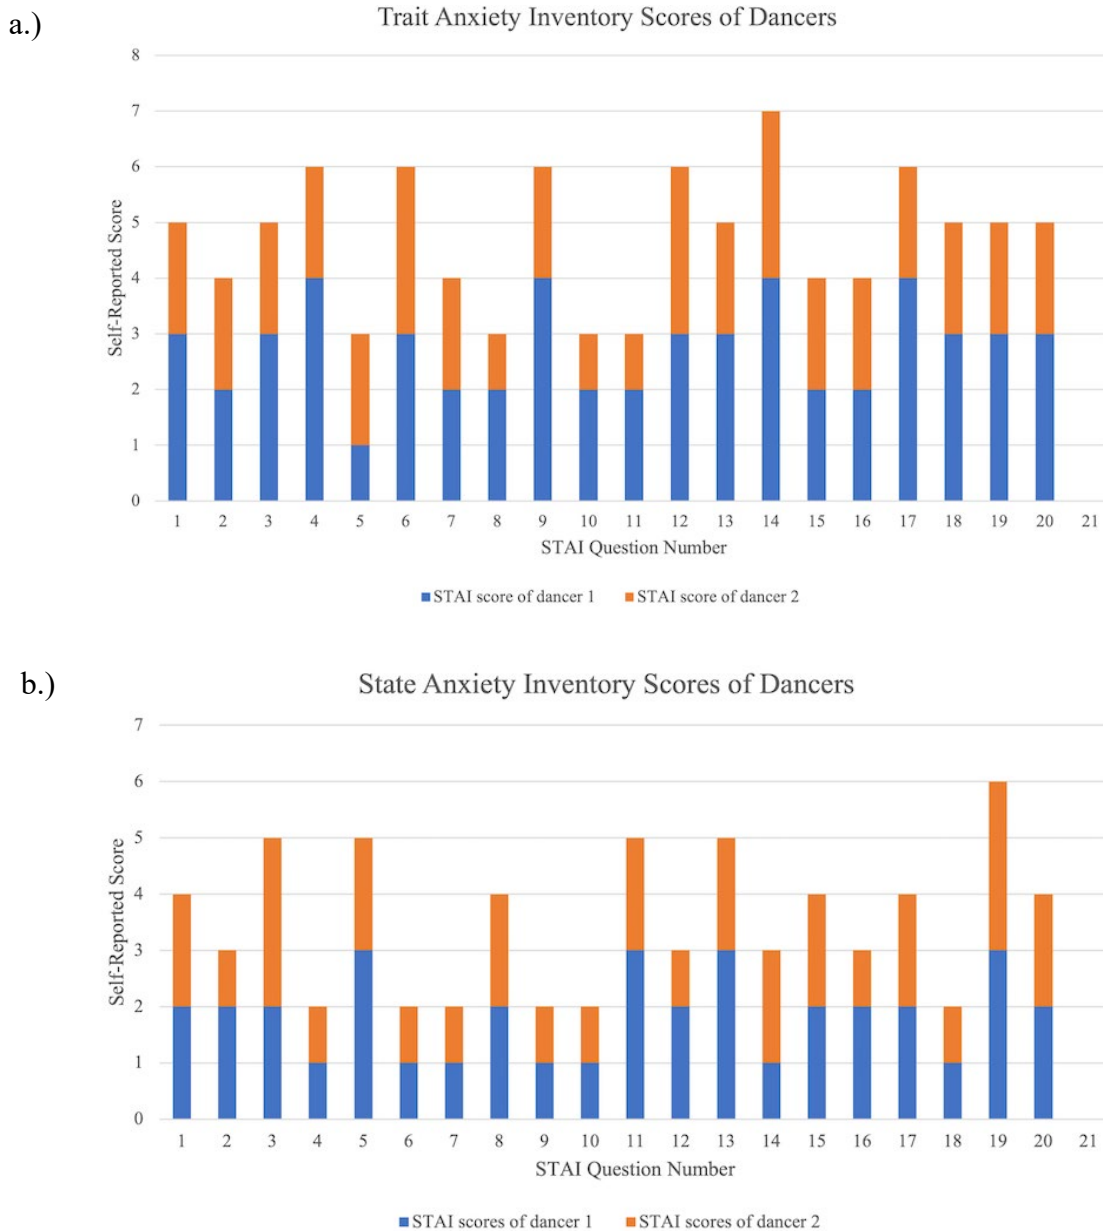 a.)
Trait Anxiety Inventory Scores of Dancers
8
7
6
5
4
3
2
1
0
Self-Reported Score
1 2 3 4 5 6 7 8 9 10 11 12 13 14 15 16 17 18 19 20 21
STAI Question Number
STAI score of dancer 1 STAI score of dancer 2
b.)
State Anxiety Inventory Scores of Dancers
7
6
5
4
3
2
1
0
Self-Reported Score
1 2 3 4 5 6 7 8 9 10 11 12 13 14 15 16 17 18 19 20 21
STAI Question Number
STAI scores of dancer 1 STAI scores of dancer 2